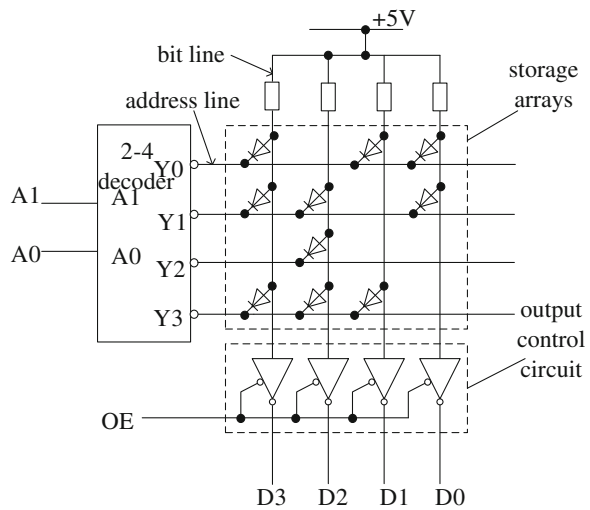 +5V
bit line
storage
arrays
address line
2-4
decoder
Y0
A1
A1
Y1
A0
A0
Y2
Y3
output
control
circuit
OE
D3
D2
D1
D0